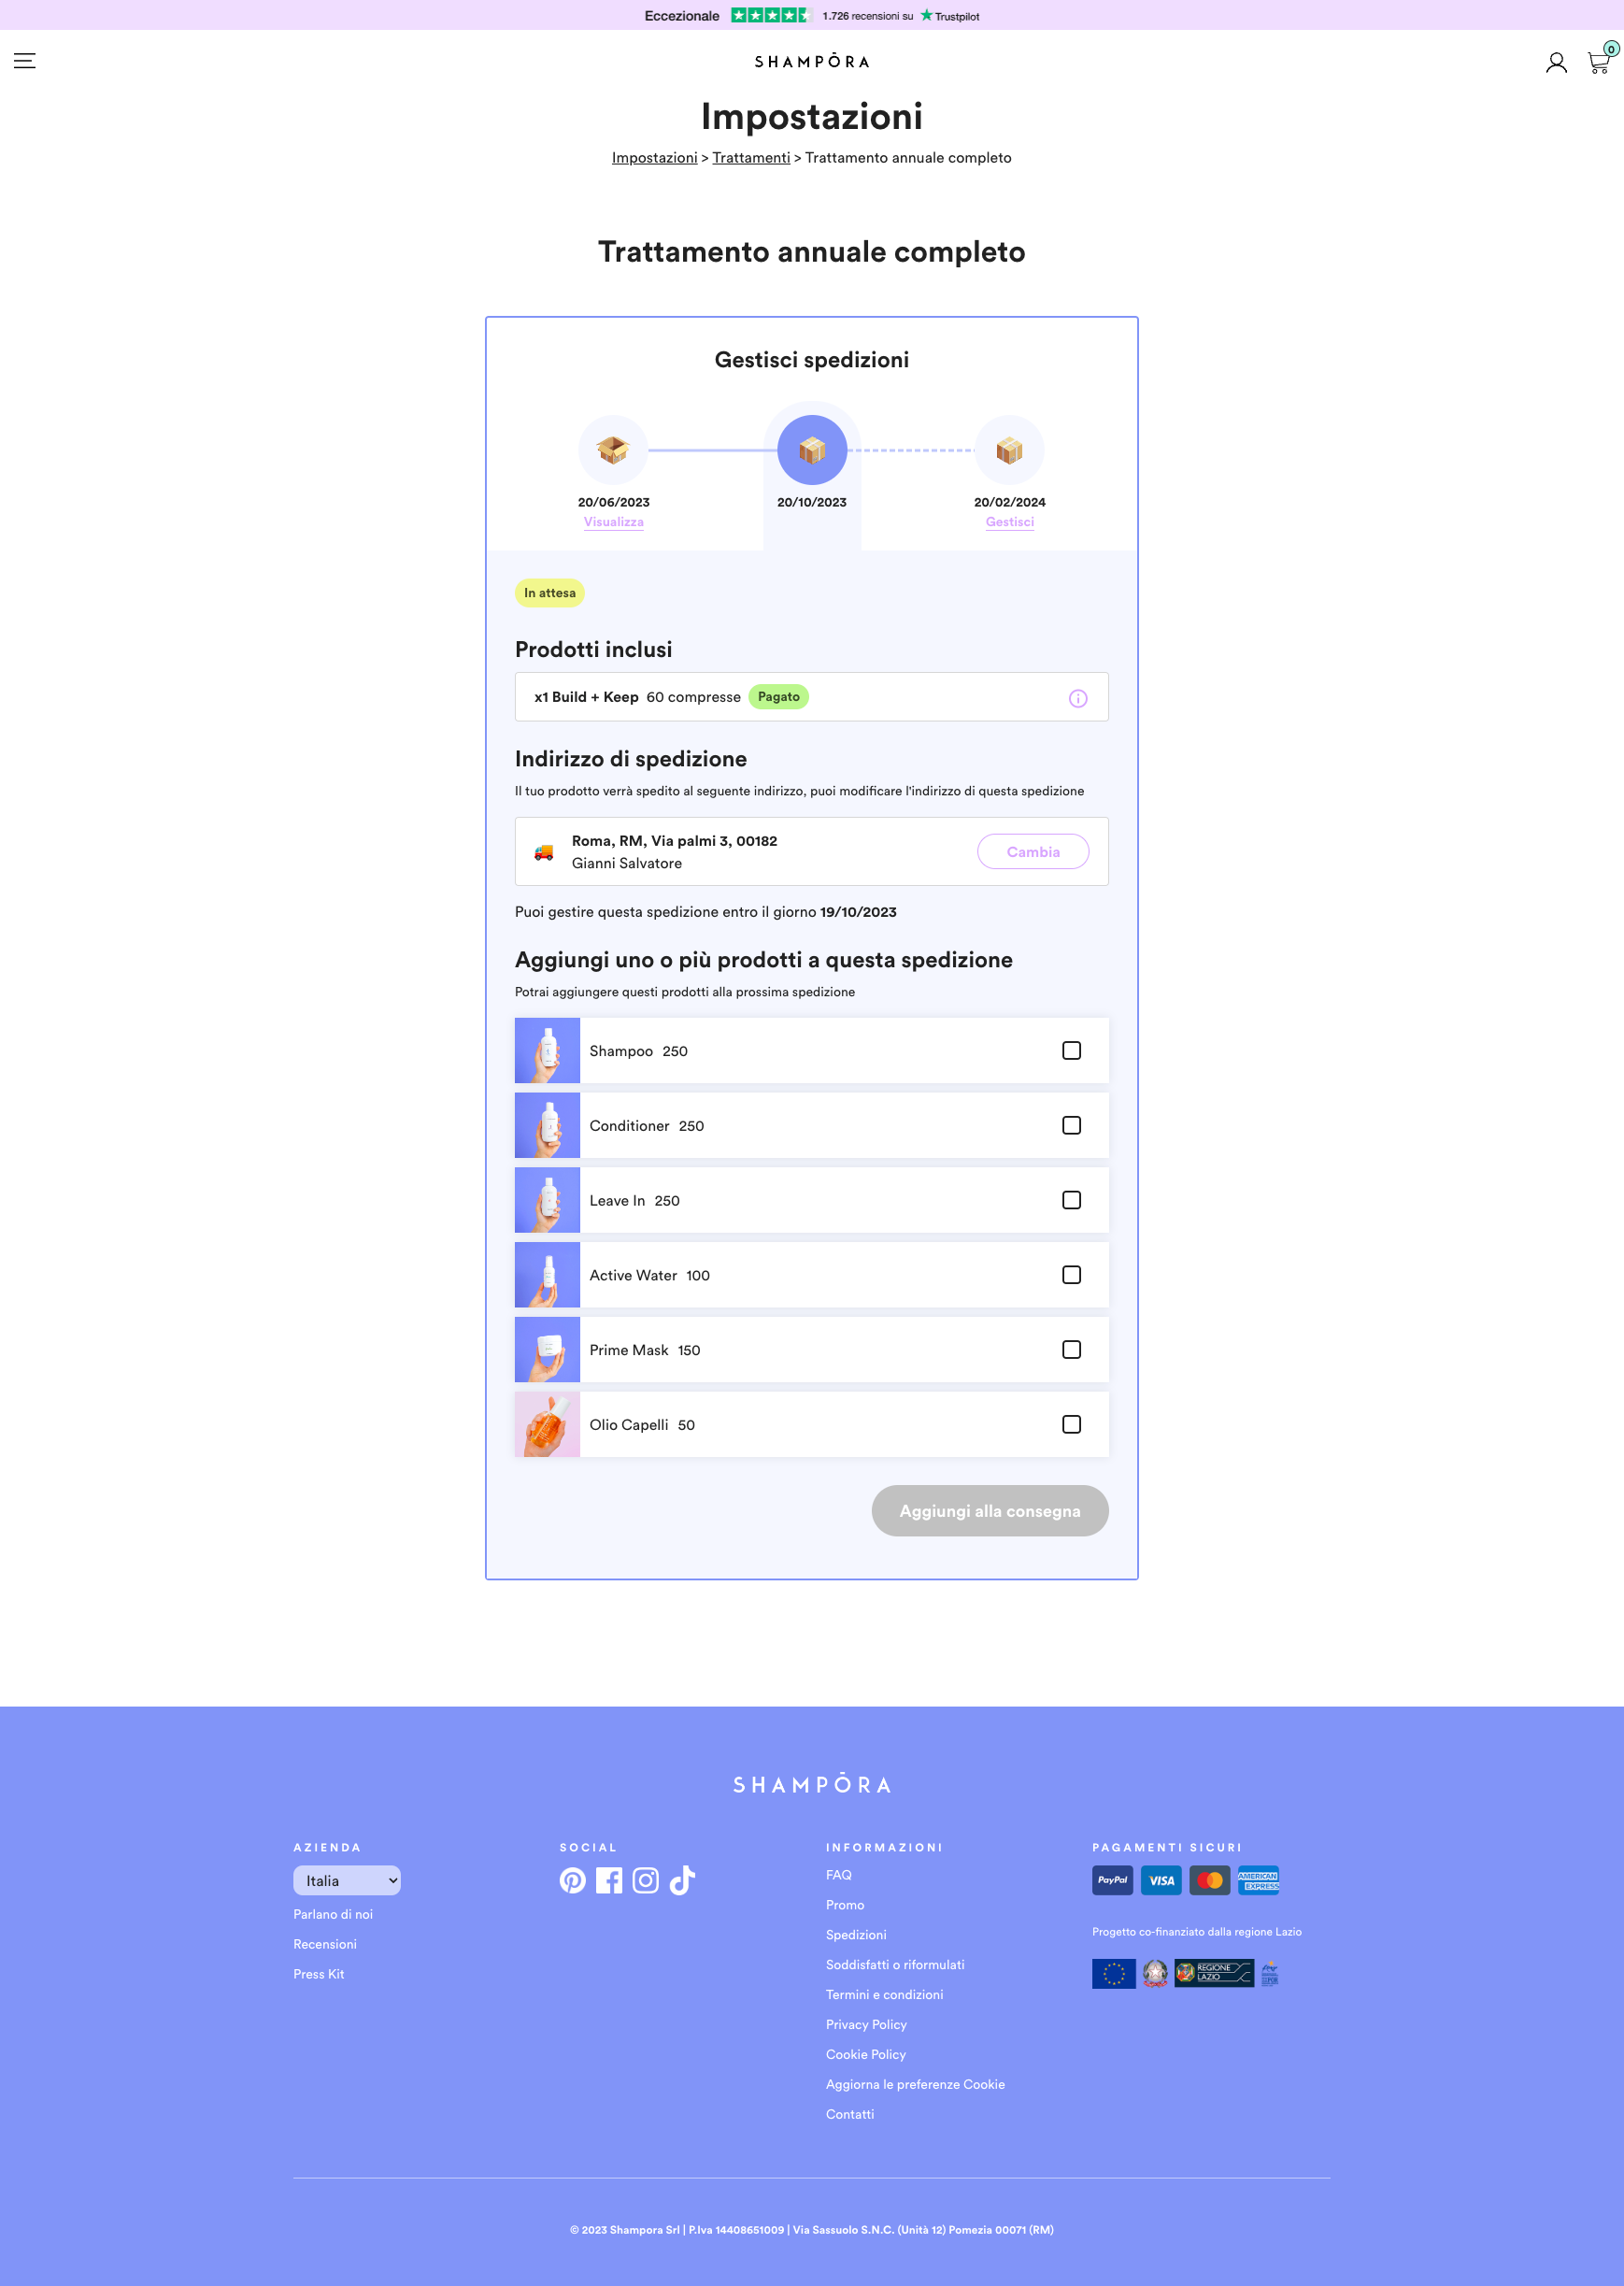 Eccezionale 1.726 recensioni su Trustpilot
SHAMPŌRA
0
Impostazioni
Impostazioni > Trattamenti > Trattamento annuale completo
Trattamento annuale completo
Gestisci spedizioni
20/06/2023 20/10/2023 20/02/2024
Visualizza Gestisci
In attesa
Prodotti inclusi
x1 Build + Keep 60 compresse Pagato
Indirizzo di spedizione
Il tuo prodotto verrà spedito al seguente indirizzo, puoi modificare l'indirizzo di questa spedizione
Roma, RM, Via palmi 3, 00182
Gianni Salvatore
Cambia
Puoi gestire questa spedizione entro il giorno 19/10/2023
Aggiungi uno o più prodotti a questa spedizione
Potrai aggiungere questi prodotti alla prossima spedizione
Shampoo 250
Conditioner 250
Leave In 250
Active Water 100
Prime Mask 150
Olio Capelli 50
Aggiungi alla consegna
SHAMPŌRA
AZIENDA
Italia
Parlano di noi
Recensioni
Press Kit
SOCIAL
INFORMAZIONI
FAQ
Promo
Spedizioni
Soddisfatti o riformulati
Termini e condizioni
Privacy Policy
Cookie Policy
Aggiorna le preferenze Cookie
Contatti
PAGAMENTI SICURI
PayPal VISA AMERICAN EXPRESS
Progetto co-finanziato dalla regione Lazio
REGIONE LAZIO
© 2023 Shampora Srl | P.Iva 14408651009 | Via Sassuolo S.N.C. (Unità 12) Pomezia 00071 (RM)